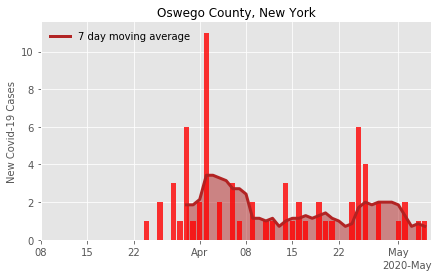 Oswego County, New York
7 day moving average
New Covid-19 Cases
10
8
6
4
2
0
08 15 22 Apr 08 15 22 May
2020-May